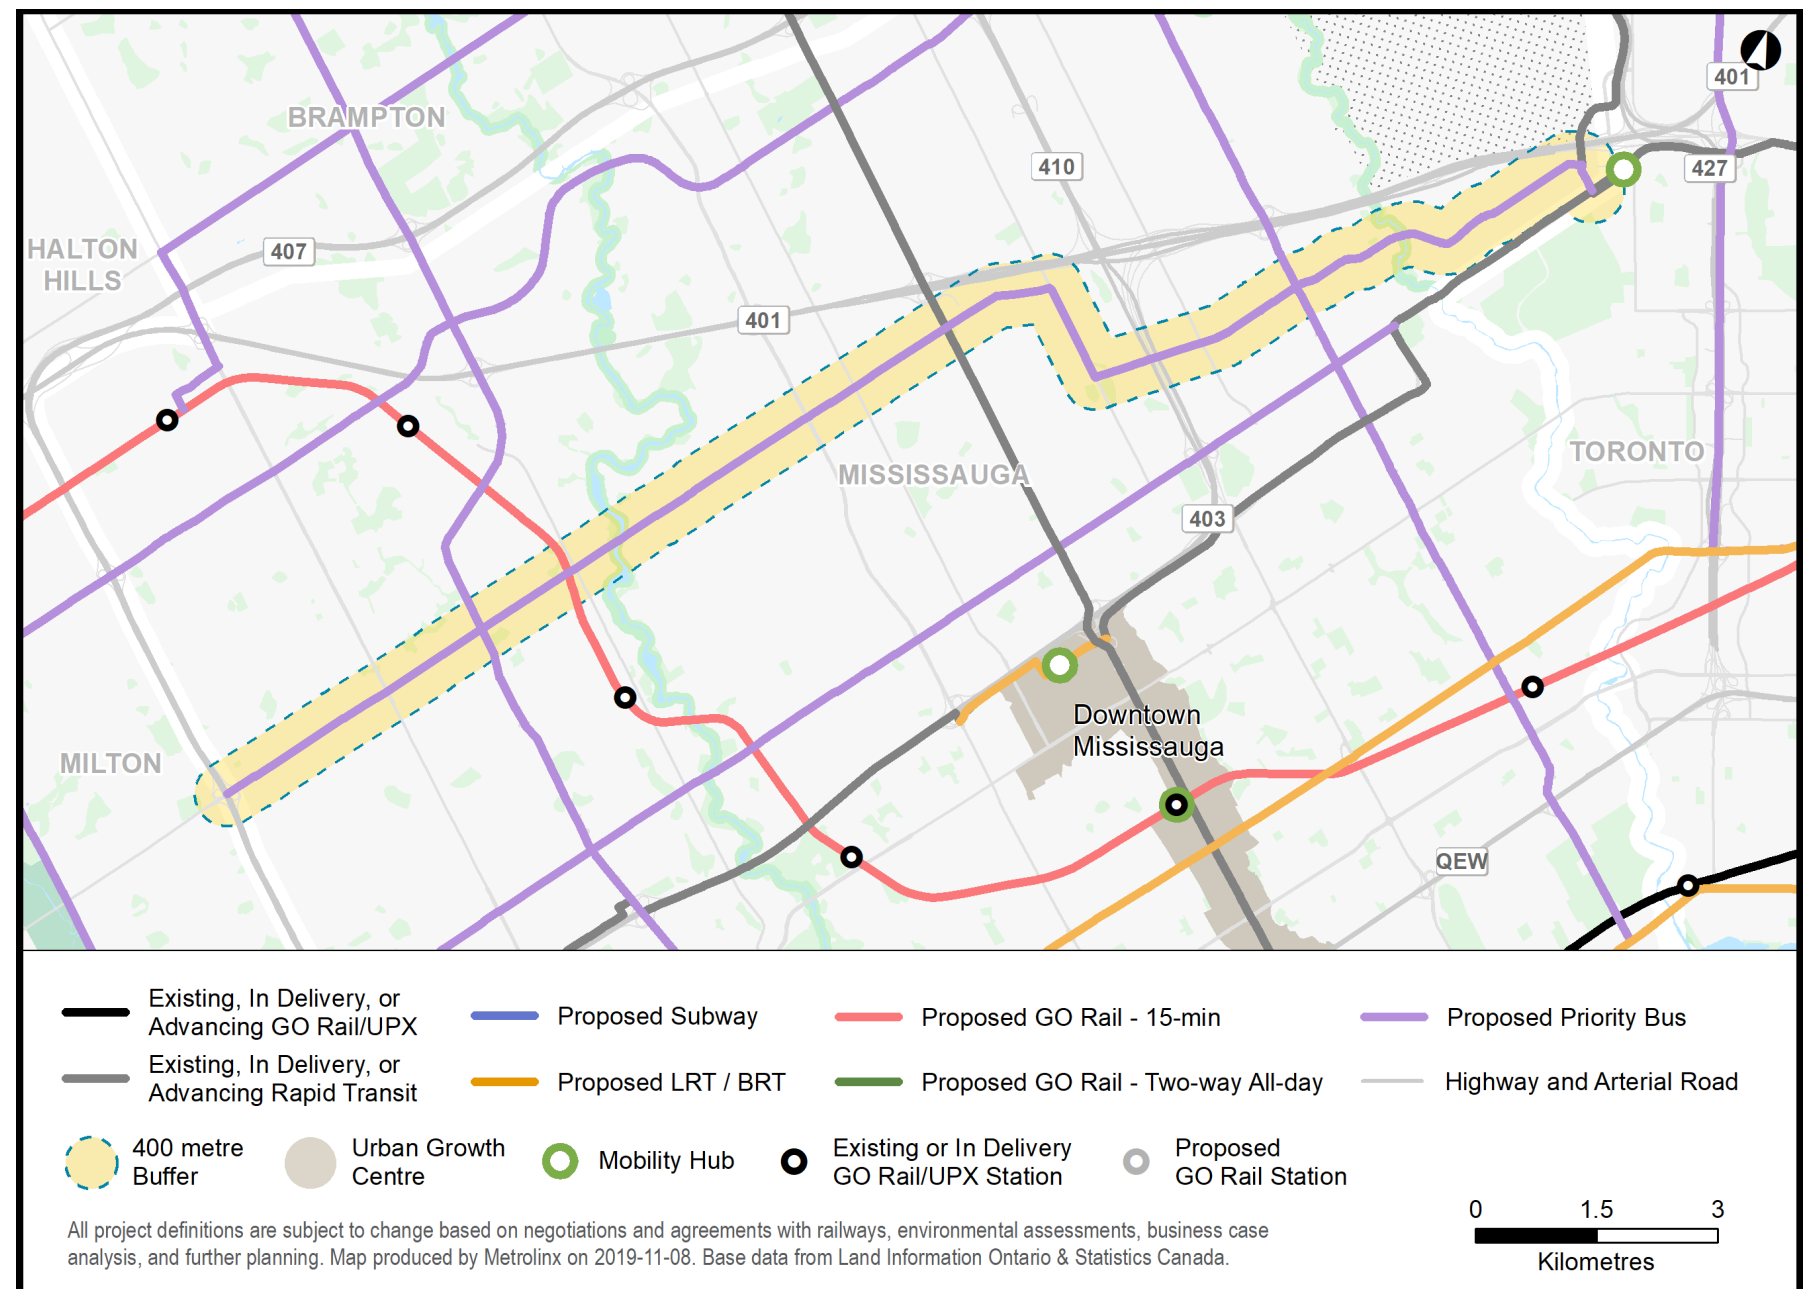 BRAMPTON
401
410
427
HALTON
HILLS
407
401
MISSISSAUGA
TORONTO
403
Downtown
Mississauga
MILTON
QEW
Existing, In Delivery, or
Advancing GO Rail/UPX
Proposed Subway
Proposed GO Rail - 15-min
Proposed Priority Bus
Existing, In Delivery, or
Advancing Rapid Transit
Proposed LRT / BRT
Proposed GO Rail - Two-way All-day
Highway and Arterial Road
400 metre
Buffer
Urban Growth
Centre
Mobility Hub
Existing or In Delivery
GO Rail/UPX Station
Proposed
GO Rail Station
0 1.5 3
Kilometres
All project definitions are subject to change based on negotiations and agreements with railways, environmental assessments, business case
analysis, and further planning. Map produced by Metrolinx on 2019-11-08. Base data from Land Information Ontario & Statistics Canada.